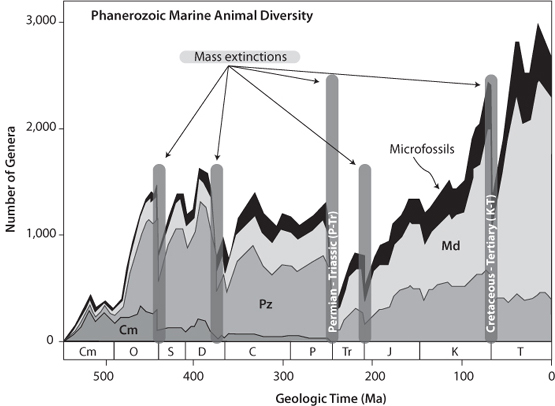 Phanerozoic Marine Animal Diversity
3,000
Mass extinctions
2,000
Microfossils
Number of Genera
1,000
Md
Permian - Triassic (P-Tr)
Cretaceous - Tertiary (K-T)
Pz
Cm
0
Cm O S D C P Tr J K T
500 400 300 200 100 0
Geologic Time (Ma)